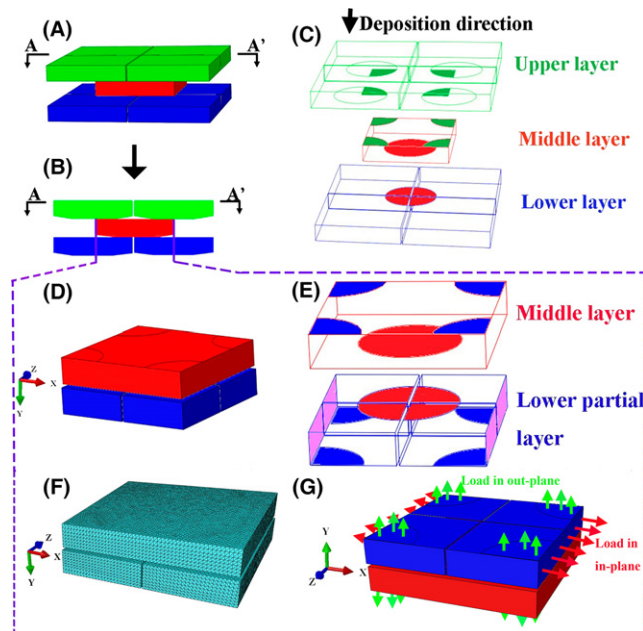 (A)
A
A'
(B)
A
A'
(C)
Deposition direction
Upper layer
Middle layer
Lower layer
(D)
Z
X
Y
(E)
Middle layer
Lower partial
layer
(F)
Z
X
Y
(G)
Load in out-plane
Load in
in-plane
Y
X
Z